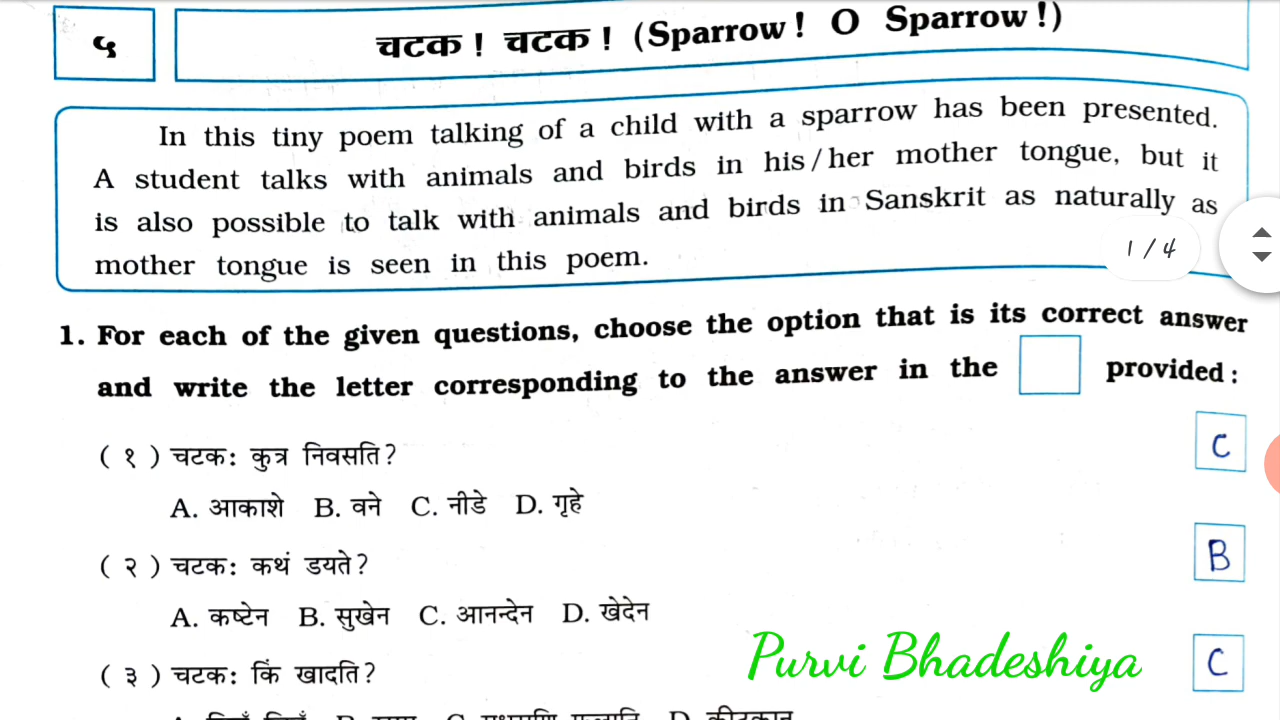 ५
चटक ! चटक ! (Sparrow ! O Sparrow !)
In this tiny poem talking of a child with a sparrow has been presented.
A student talks with animals and birds in his/her mother tongue, but it
is also possible to talk with animals and birds in Sanskrit as naturally as
mother tongue is seen in this poem.
1 / 4
1. For each of the given questions, choose the option that is its correct answer
and write the letter corresponding to the answer in the provided :
( १ ) चटकः कुत्र निवसति ?
C
A. आकाशे B. वने C. नीडे D. गृहे
( २ ) चटकः कथं डयते ?
B
A. कष्टेन B. सुखेन C. आनन्देन D. खेदेन
( ३ ) चटकः किं खादति ?
C
Purvi Bhadeshiya